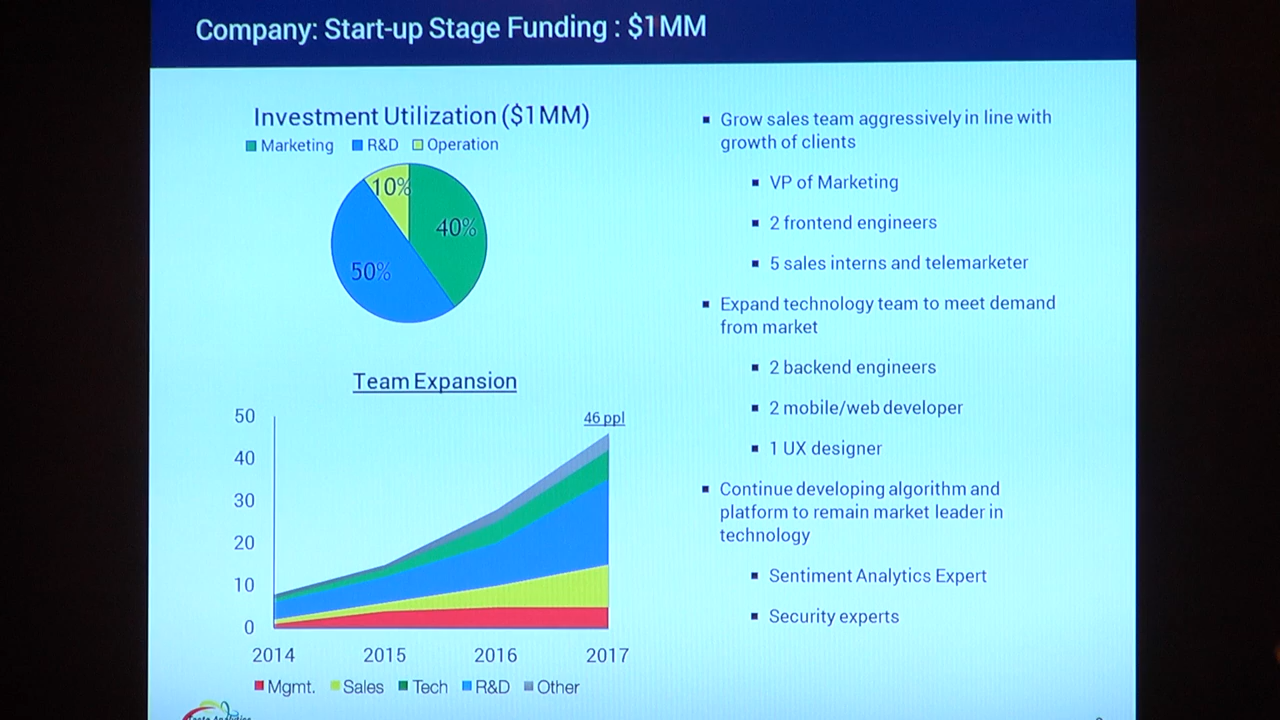 Company: Start-up Stage Funding : $1MM
Investment Utilization ($1MM)
Marketing R&D Operation
10%
40%
50%
Team Expansion
50
46 ppl
40
30
20
10
0
2014 2015 2016 2017
Mgmt. Sales Tech R&D Other
Grow sales team aggressively in line with
growth of clients
VP of Marketing
2 frontend engineers
5 sales interns and telemarketer
Expand technology team to meet demand
from market
2 backend engineers
2 mobile/web developer
1 UX designer
Continue developing algorithm and
platform to remain market leader in
technology
Sentiment Analytics Expert
Security experts